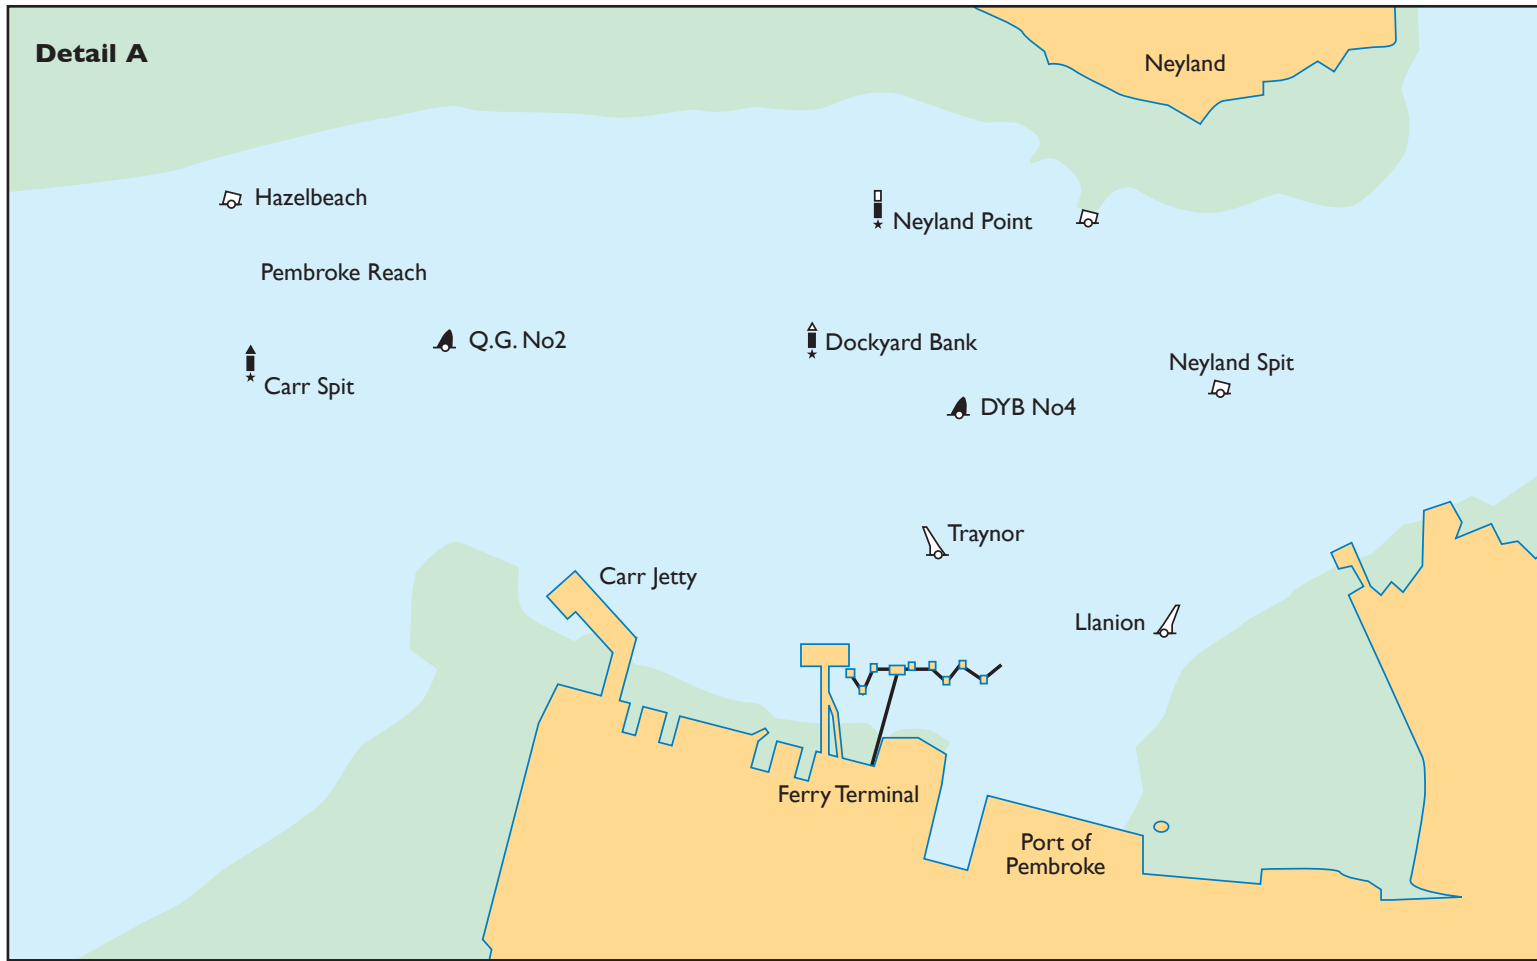 Detail A
Neyland
Hazelbeach
Neyland Point
Pembroke Reach
Q.G. No2
Dockyard Bank
Neyland Spit
Carr Spit
DYB No4
Traynor
Carr Jetty
Llanion
Ferry Terminal
Port of
Pembroke